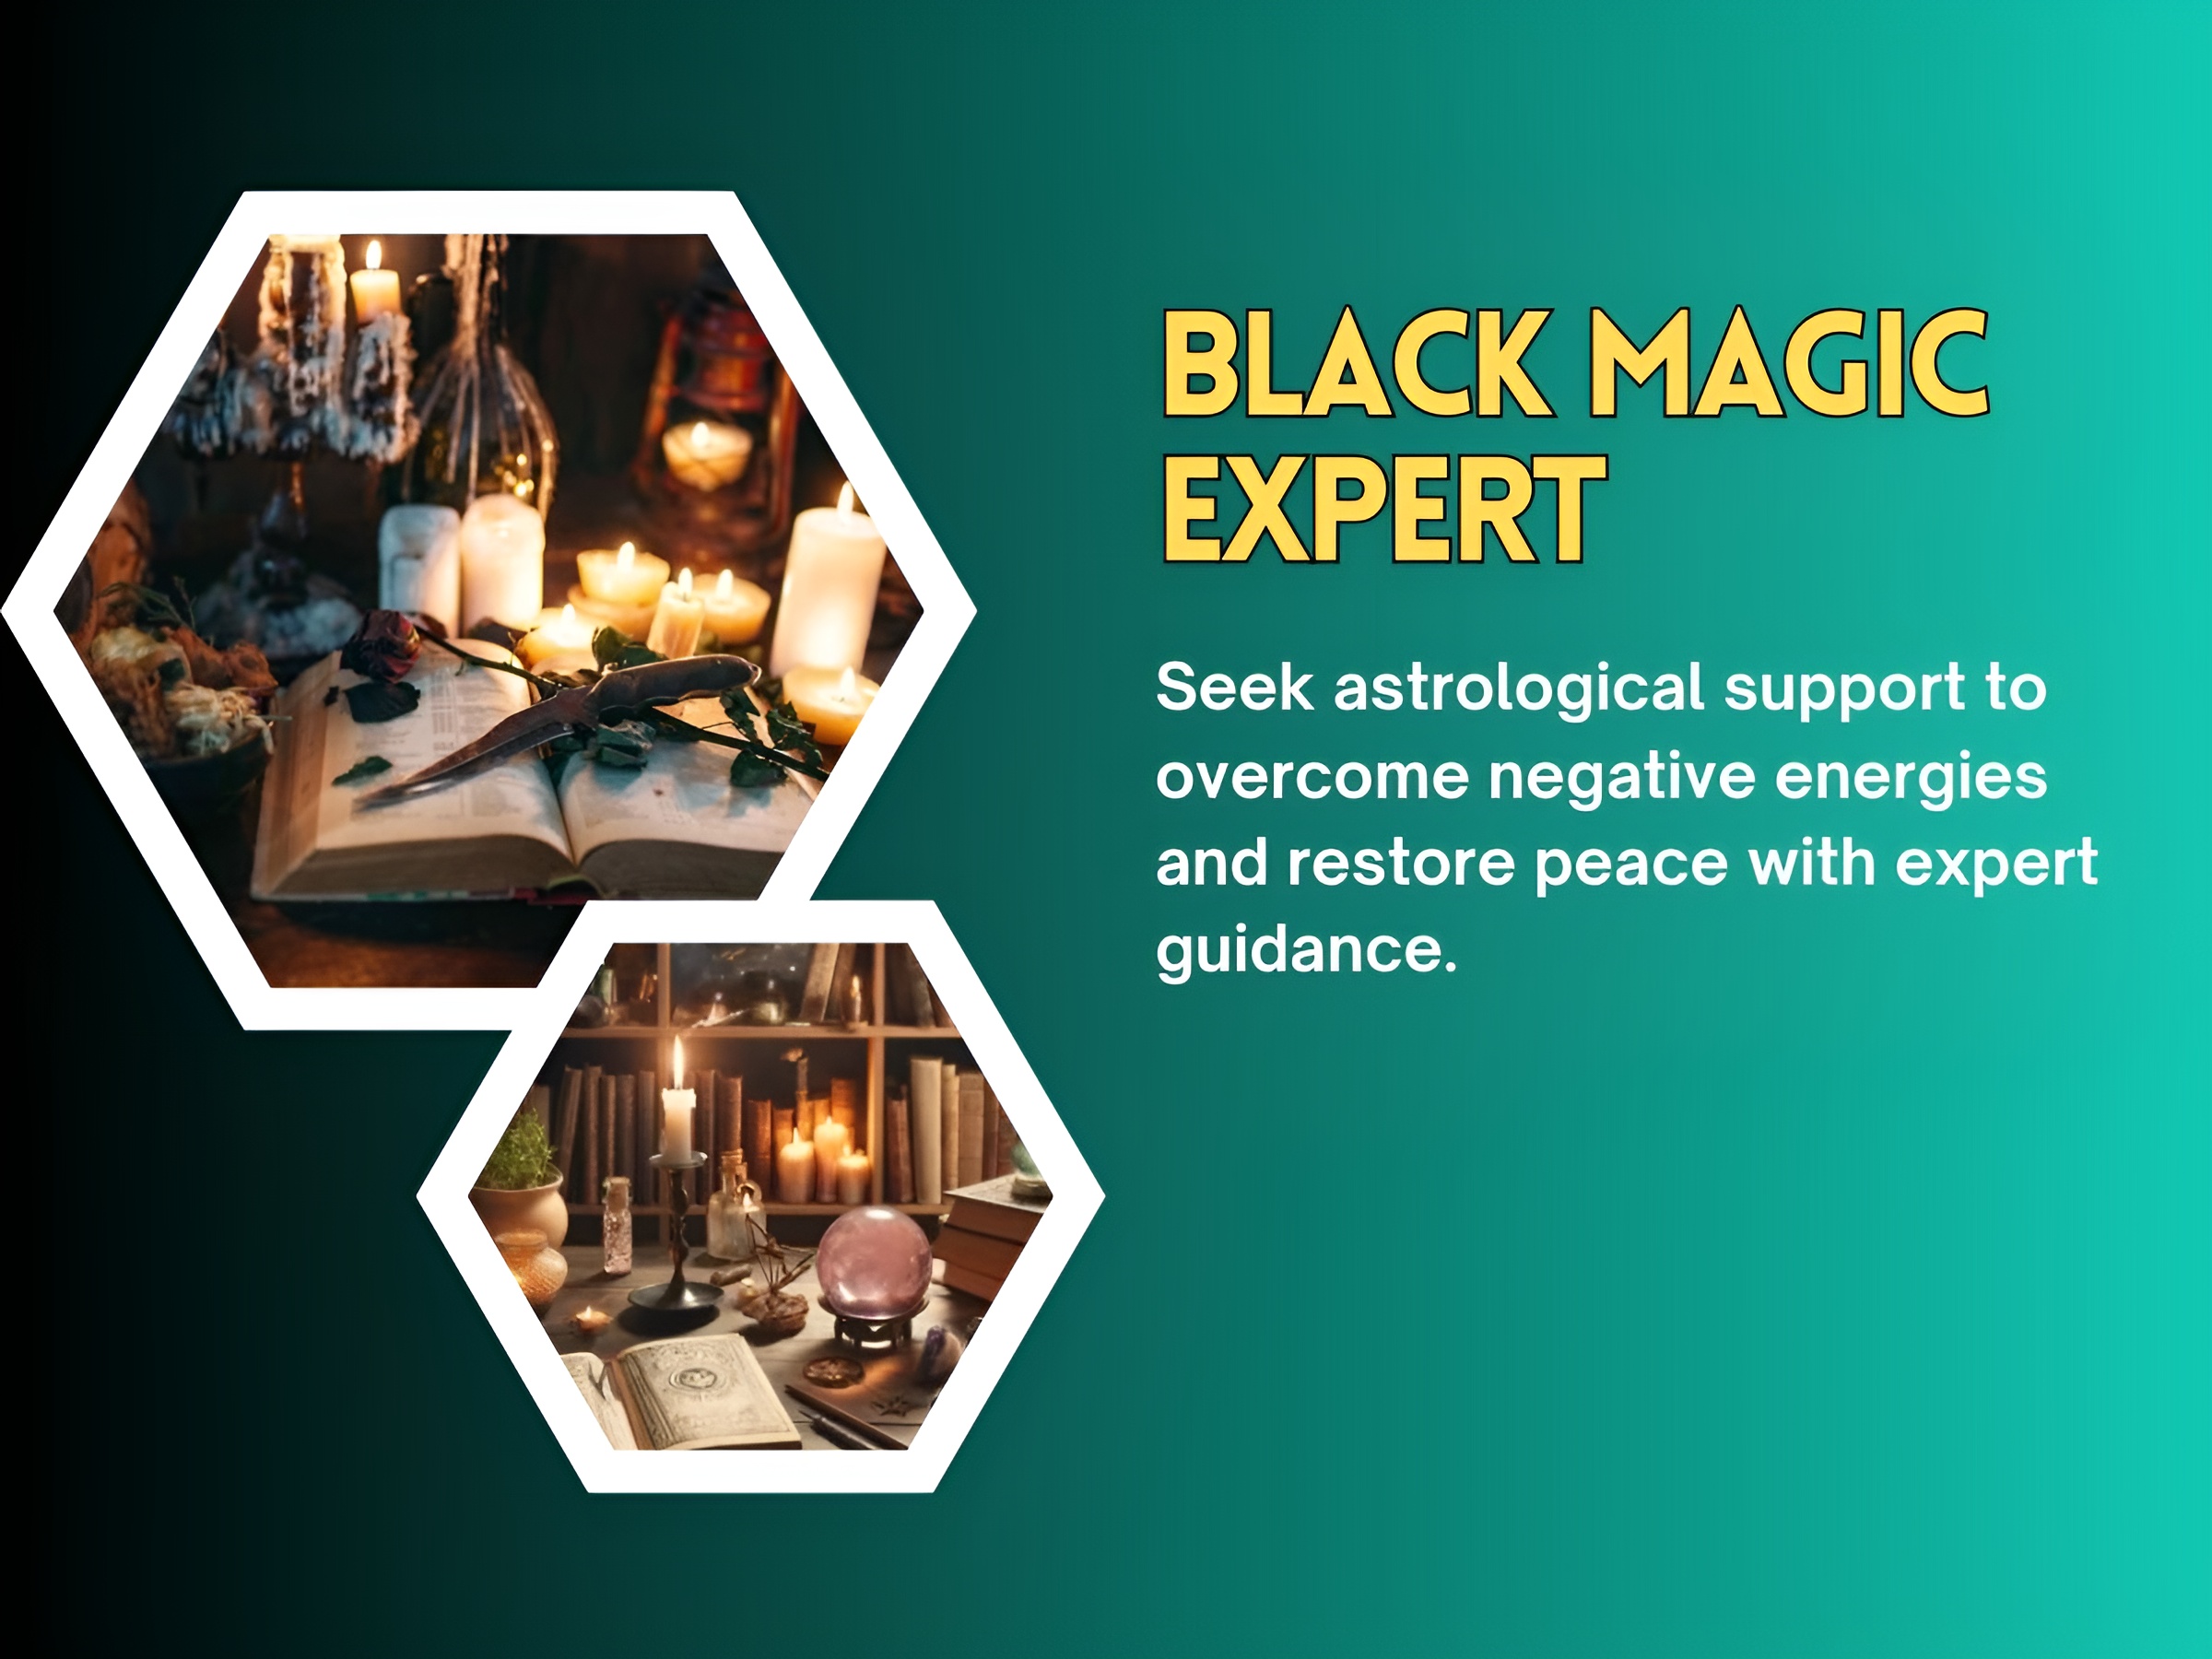 BLACK MAGIC
EXPERT
Seek astrological support to
overcome negative energies
and restore peace with expert
guidance.